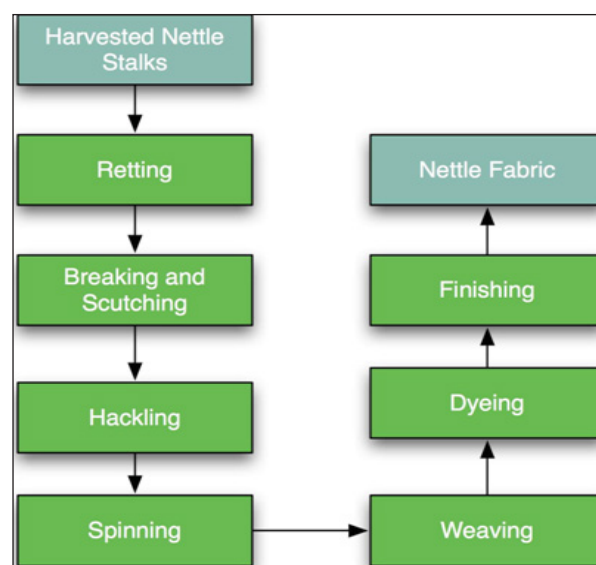 Harvested Nettle
Stalks
Retting
Breaking and
Scutching
Hackling
Spinning
Weaving
Dyeing
Finishing
Nettle Fabric